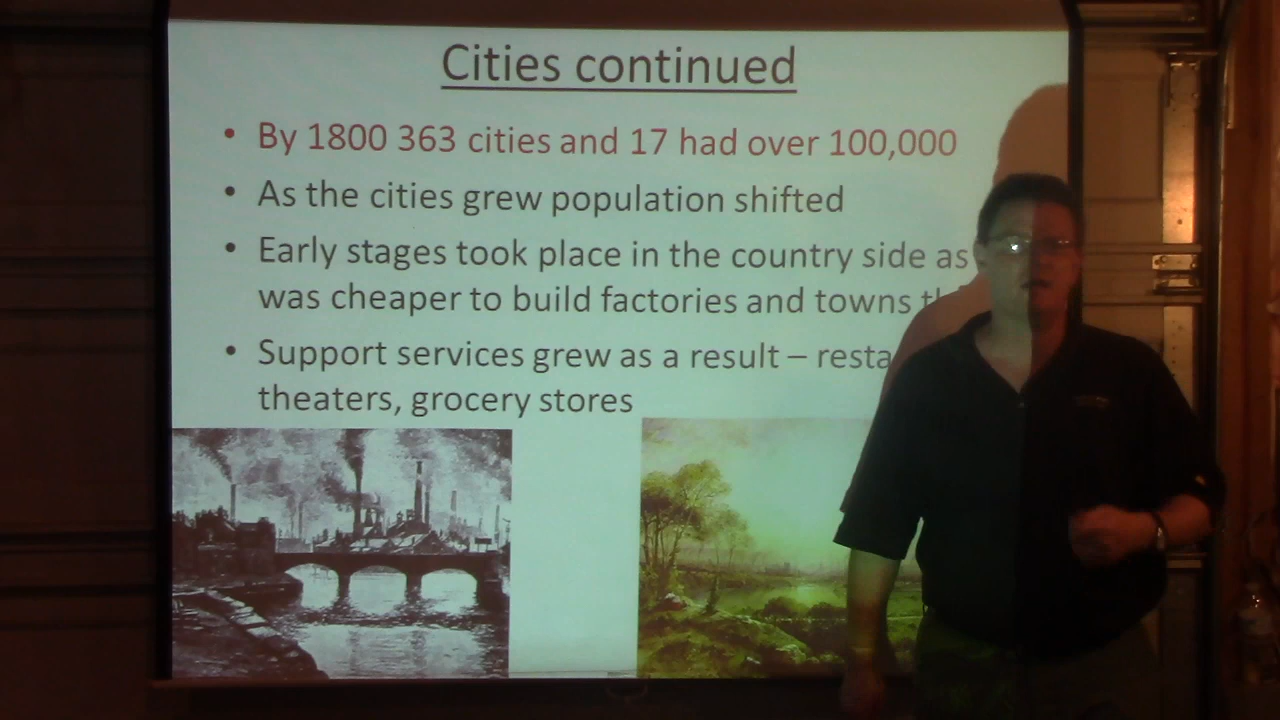 Cities continued
• By 1800 363 cities and 17 had over 100,000
• As the cities grew population shifted
• Early stages took place in the country side as
was cheaper to build factories and towns
• Support services grew as a result –
theaters, grocery stores